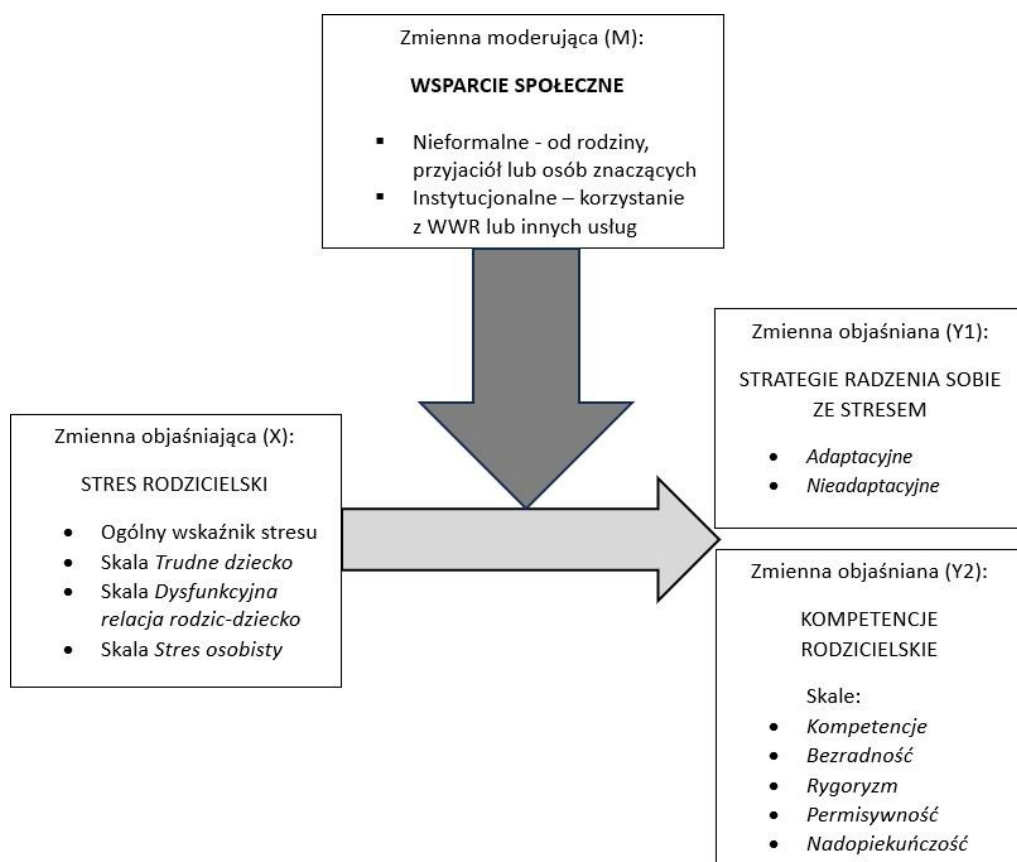 Zmienna moderująca (M):
WSPARCIE SPOŁECZNE
▪ Nieformalne - od rodziny,
przyjaciół lub osób znaczących
▪ Instytucjonalne – korzystanie
z WWR lub innych usług
Zmienna objaśniająca (X):
STRES RODZICIELSKI
• Ogólny wskaźnik stresu
• Skala Trudne dziecko
• Skala Dysfunkcyjna
relacja rodzic-dziecko
• Skala Stres osobisty
Zmienna objaśniana (Y1):
STRATEGIE RADZENIA SOBIE
ZE STRESEM
• Adaptacyjne
• Nieadaptacyjne
Zmienna objaśniana (Y2):
KOMPETENCJE
RODZICIELSKIE
Skale:
• Kompetencje
• Bezradność
• Rygoryzm
• Permisywność
• Nadopiekuńczość